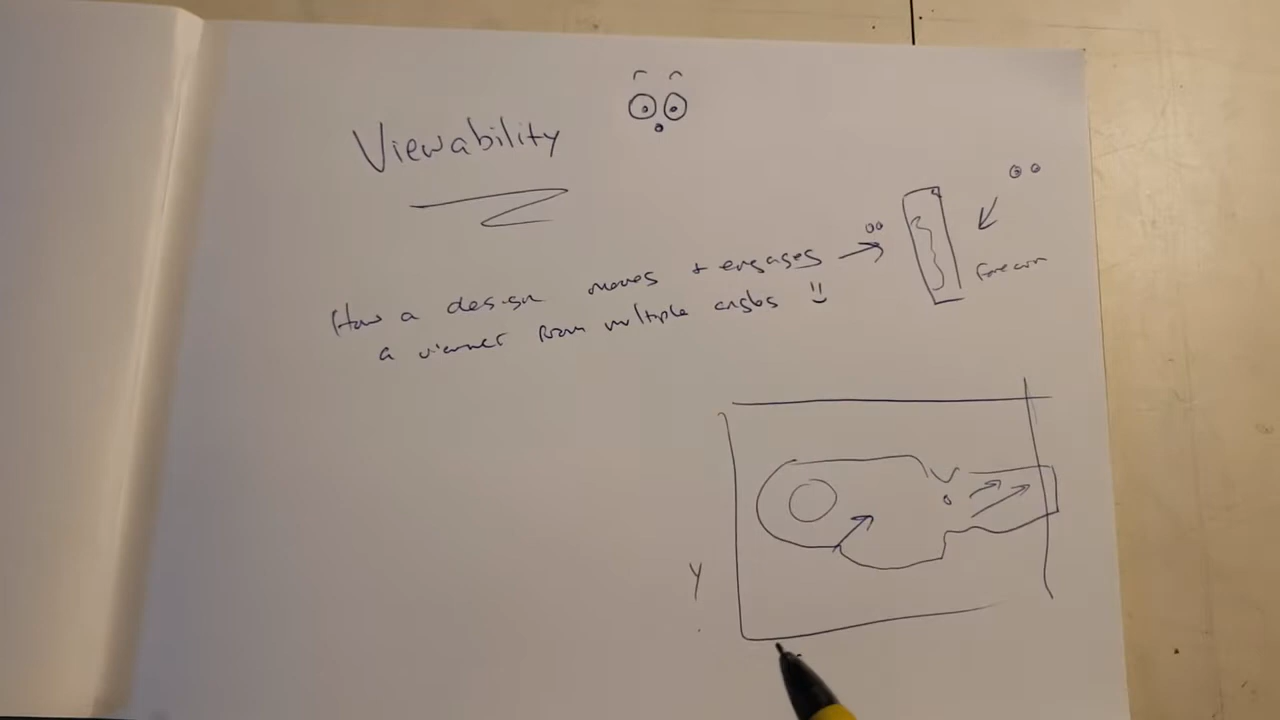 Viewability
How a design moves + engages
a viewer from multiple angles
forearm
Y